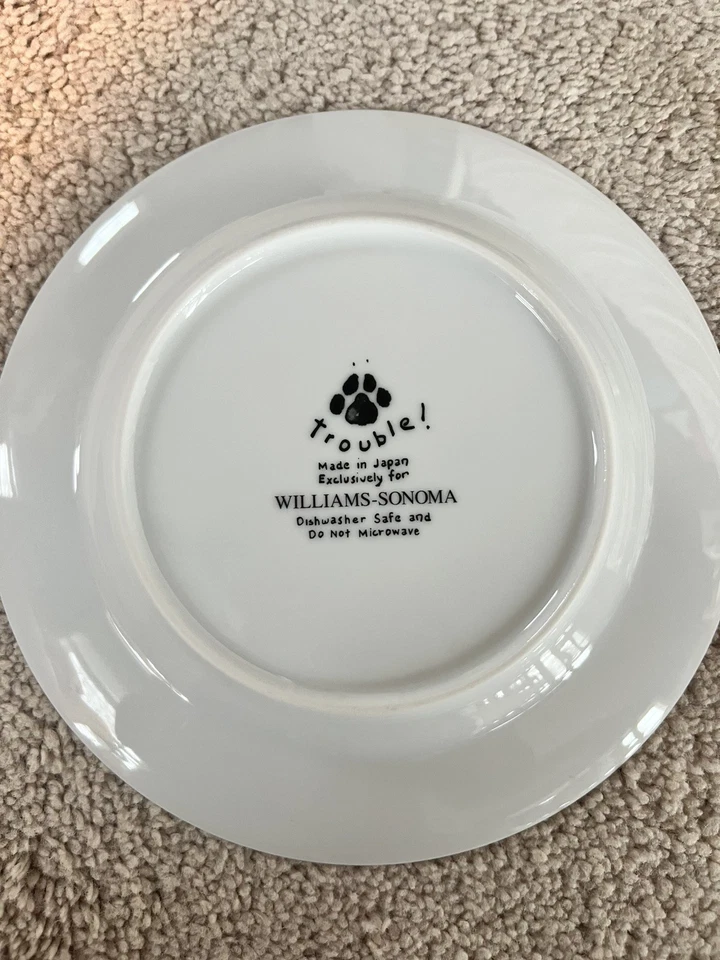 Trouble!
Made in Japan
Exclusively for
WILLIAMS-SONOMA
Dishwasher Safe and
Do Not Microwave